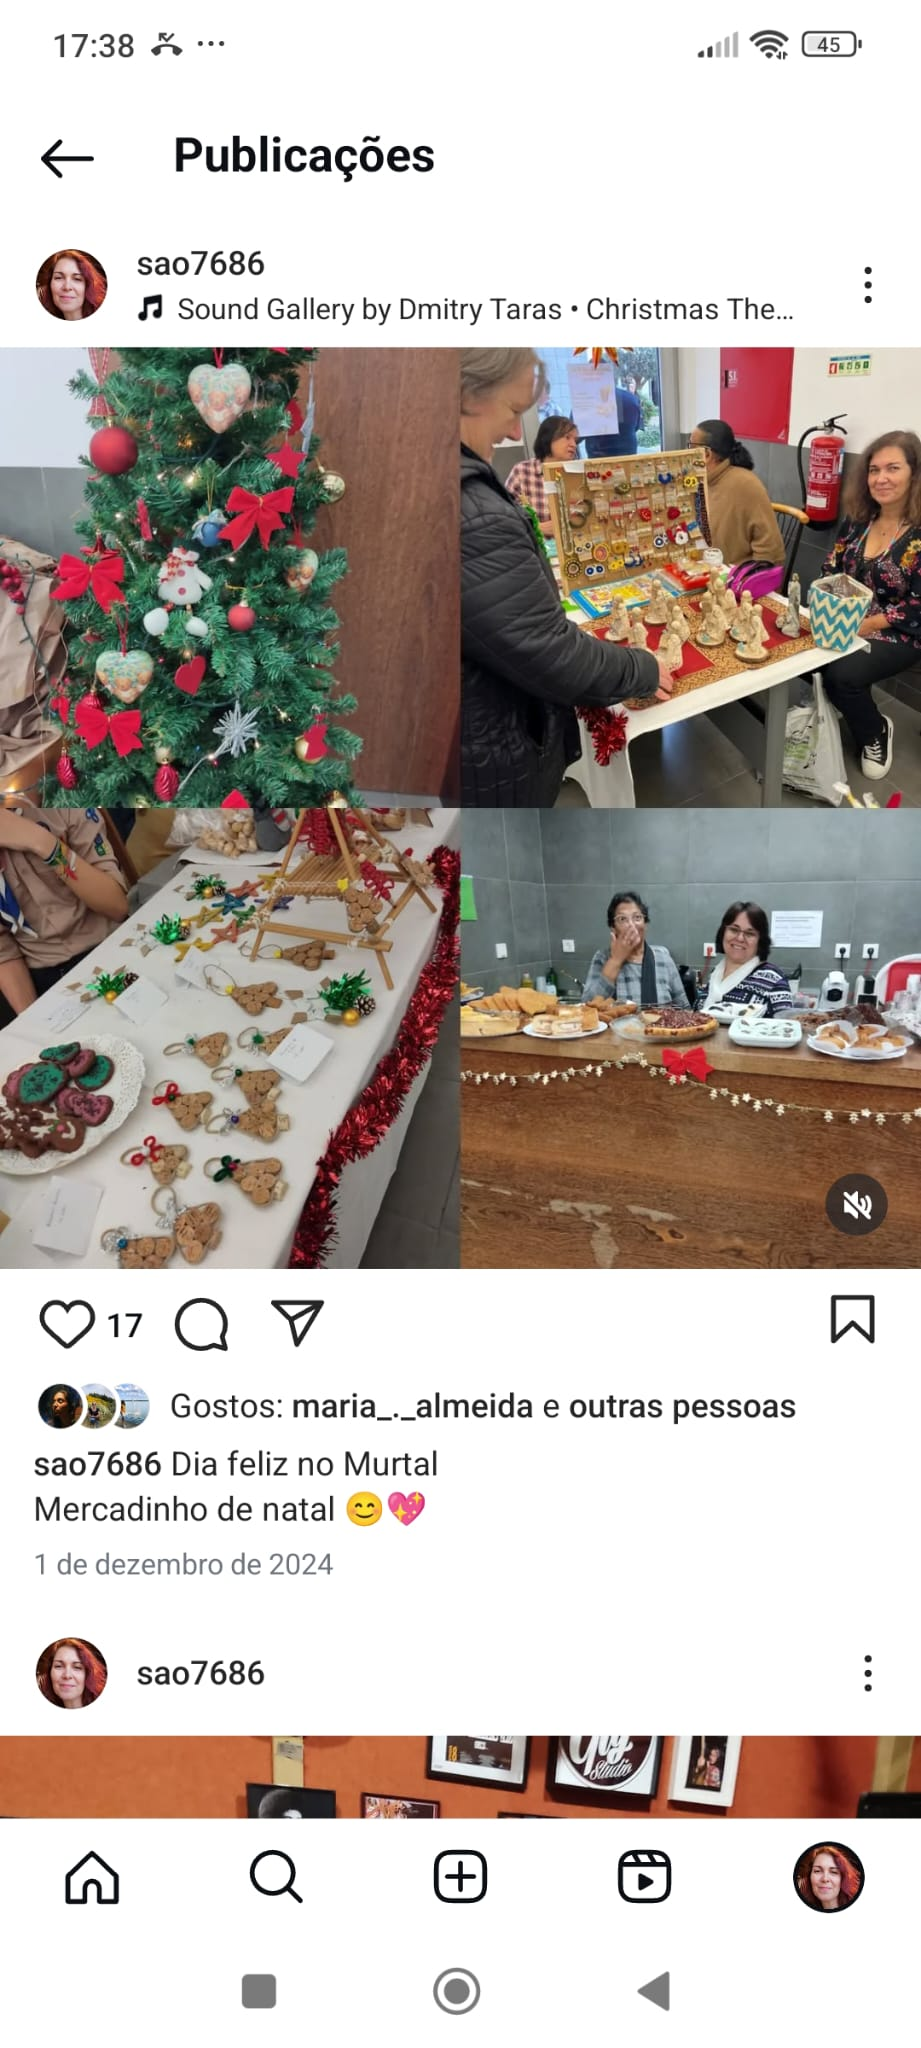 17:38
45
Publicações
sao7686
Sound Gallery by Dmitry Taras • Christmas The...
17
Gostos: maria_._almeida e outras pessoas
sao7686 Dia feliz no Murtal
Mercadinho de natal 😊💖
1 de dezembro de 2024
sao7686
Studio